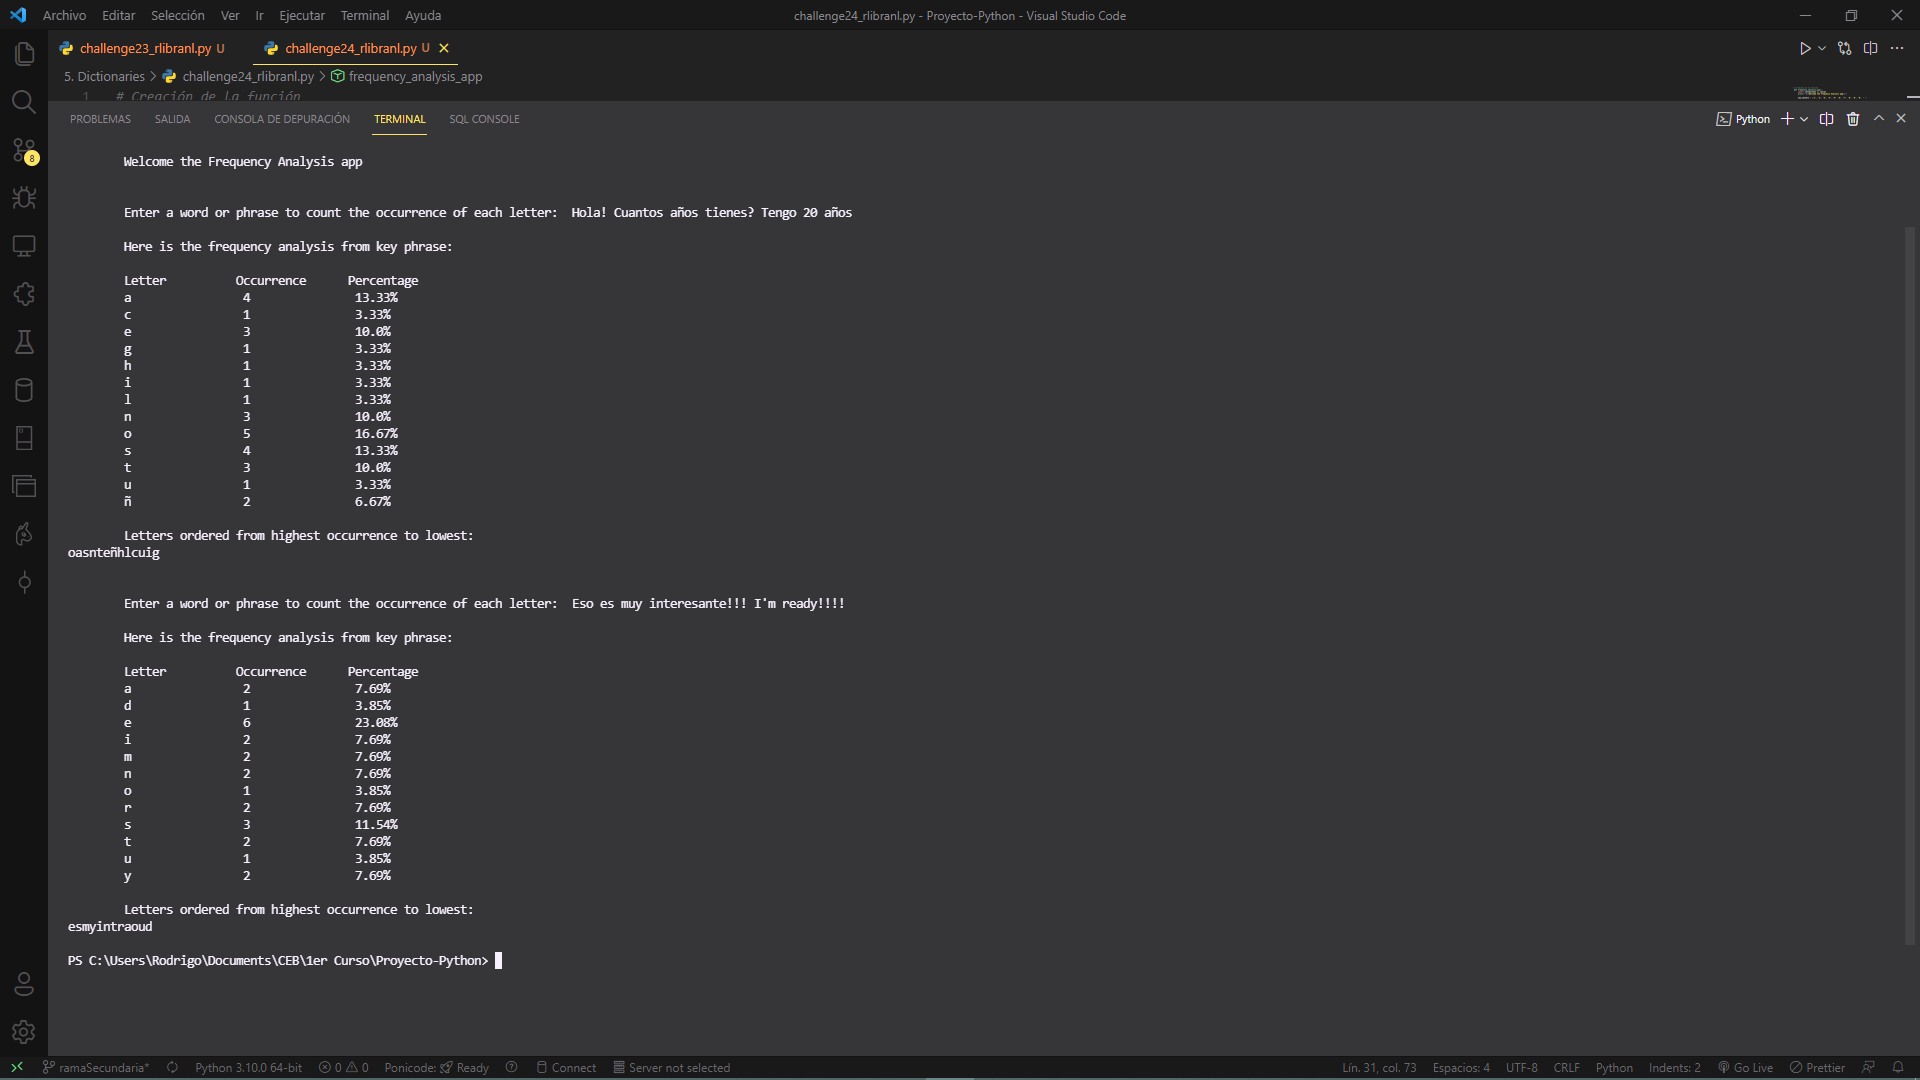 Archivo Editar Selección Ver Ir Ejecutar Terminal Ayuda
challenge24_rlibranl.py - Proyecto-Python - Visual Studio Code
challenge23_rlibranl.py U
challenge24_rlibranl.py U
5. Dictionaries > challenge24_rlibranl.py > frequency_analysis_app
1 # Creación de la función
PROBLEMAS SALIDA CONSOLA DE DEPURACIÓN TERMINAL SQL CONSOLE
Python
8
Welcome the Frequency Analysis app
Enter a word or phrase to count the occurrence of each letter: Hola! Cuantos años tienes? Tengo 20 años
Here is the frequency analysis from key phrase:
Letter Occurrence Percentage
a 4 13.33%
c 1 3.33%
e 3 10.0%
g 1 3.33%
h 1 3.33%
i 1 3.33%
l 1 3.33%
n 3 10.0%
o 5 16.67%
s 4 13.33%
t 3 10.0%
u 1 3.33%
ñ 2 6.67%
Letters ordered from highest occurrence to lowest:
oasnteñhlcuig
Enter a word or phrase to count the occurrence of each letter: Eso es muy interesante!!! I'm ready!!!!
Here is the frequency analysis from key phrase:
Letter Occurrence Percentage
a 2 7.69%
d 1 3.85%
e 6 23.08%
i 2 7.69%
m 2 7.69%
n 2 7.69%
o 1 3.85%
r 2 7.69%
s 3 11.54%
t 2 7.69%
u 1 3.85%
y 2 7.69%
Letters ordered from highest occurrence to lowest:
esmyintraoud
PS C:\Users\Rodrigo\Documents\CEB\1er Curso\Proyecto-Python>
ramaSecundaria* Python 3.10.0 64-bit 0 0 Ponicode: Ready Connect Server not selected Lín. 31, col. 73 Espacios: 4 UTF-8 CRLF Python Indents: 2 Go Live Prettier